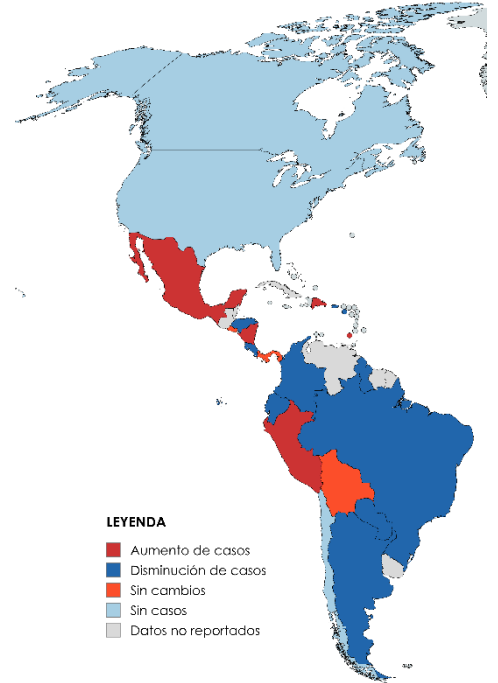 LEYENDA
Aumento de casos
Disminución de casos
Sin cambios
Sin casos
Datos no reportados